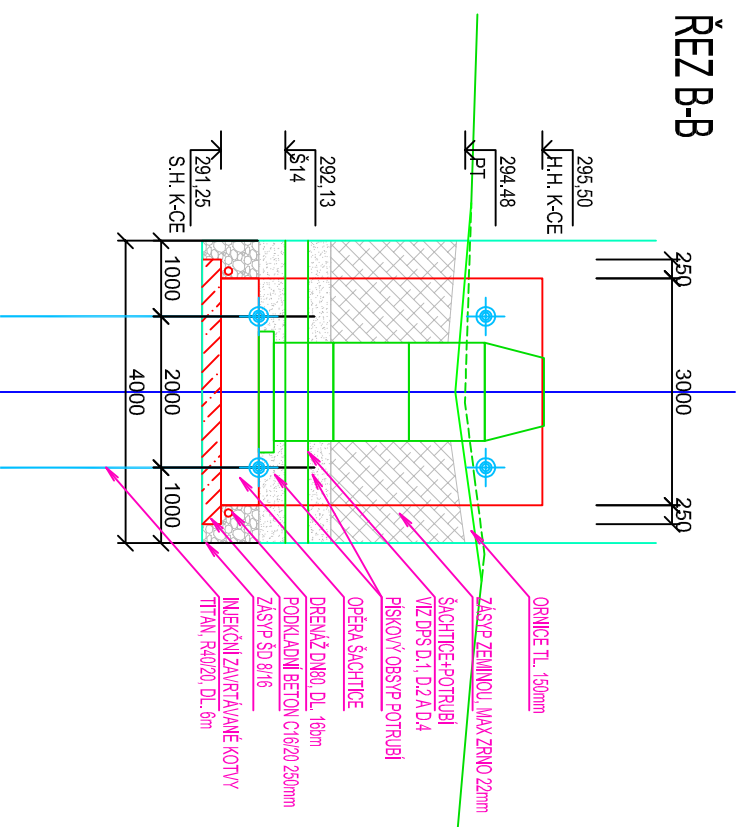 ŘEZ B-B
295,50
H.H. K-CE
294.48
PT
292,13
Š14
291,25
S.H. K-CE
250
3000
250
1000
2000
1000
4000
ORNICE TL. 150mm
ZÁSYP ZEMINOU, MAX ZRNO 22mm
ŠACHTICE+POTRUBÍ
VIZ DPS D.1, D.2 A D.4
PÍSKOVÝ OBSYP POTRUBÍ
OPĚRA ŠACHTICE
DRENÁŽ DN80, DL. 16bm
PODKLADNÍ BETON C16/20 250mm
ZÁSYP ŠD 8/16
INJEKČNÍ ZAVRTÁVANÉ KOTVY
TITAN, R40/20, DL. 6m